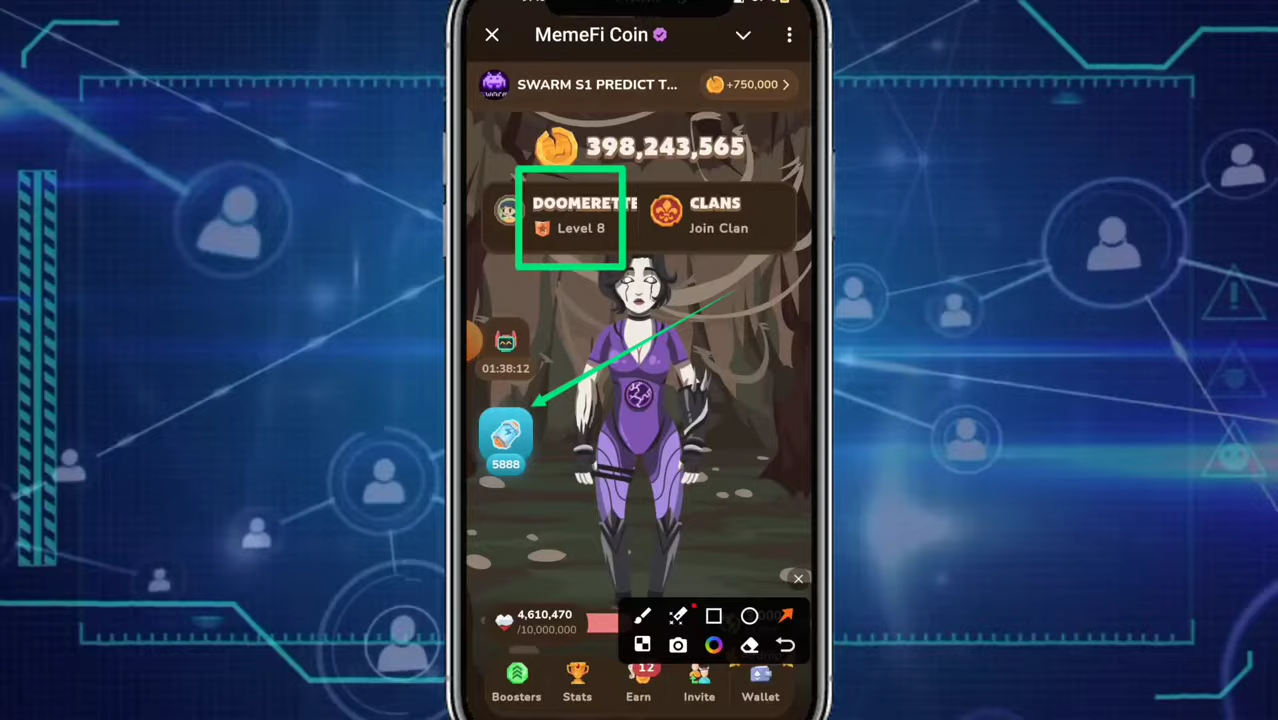 MemeFi Coin
SWARM S1 PREDICT T...
+750,000
398,243,565
DOOMERETTE
Level 8
CLANS
Join Clan
01:38:12
5888
4,610,470
/10,000,000
12
Boosters
Stats
Earn
Invite
Wallet